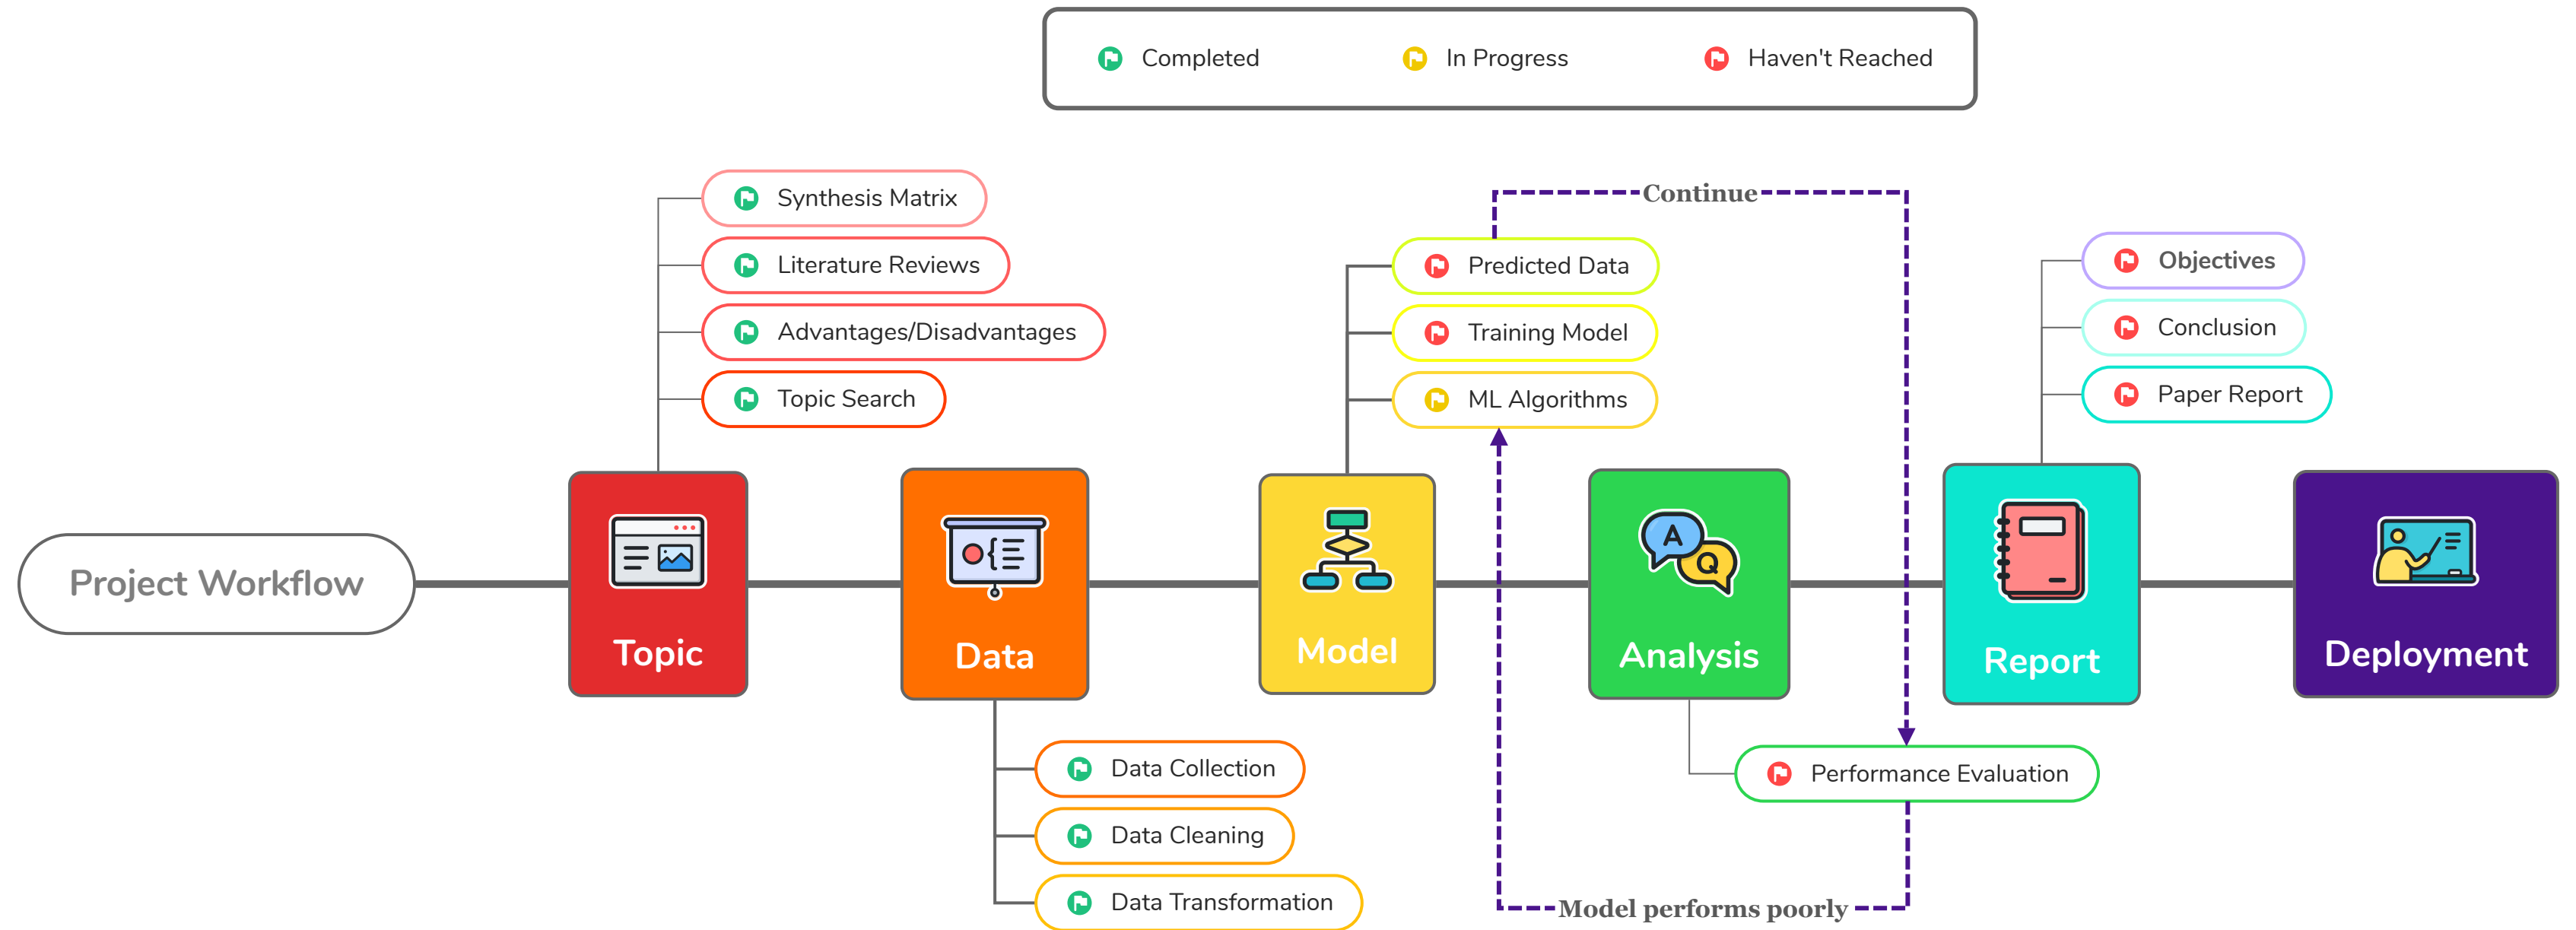 Completed
In Progress
Haven't Reached
Synthesis Matrix
Literature Reviews
Advantages/Disadvantages
Topic Search
Continue
Predicted Data
Training Model
ML Algorithms
Objectives
Conclusion
Paper Report
Project Workflow
Topic
Data
Model
A
Q
Analysis
Report
Deployment
Data Collection
Data Cleaning
Data Transformation
Performance Evaluation
Model performs poorly